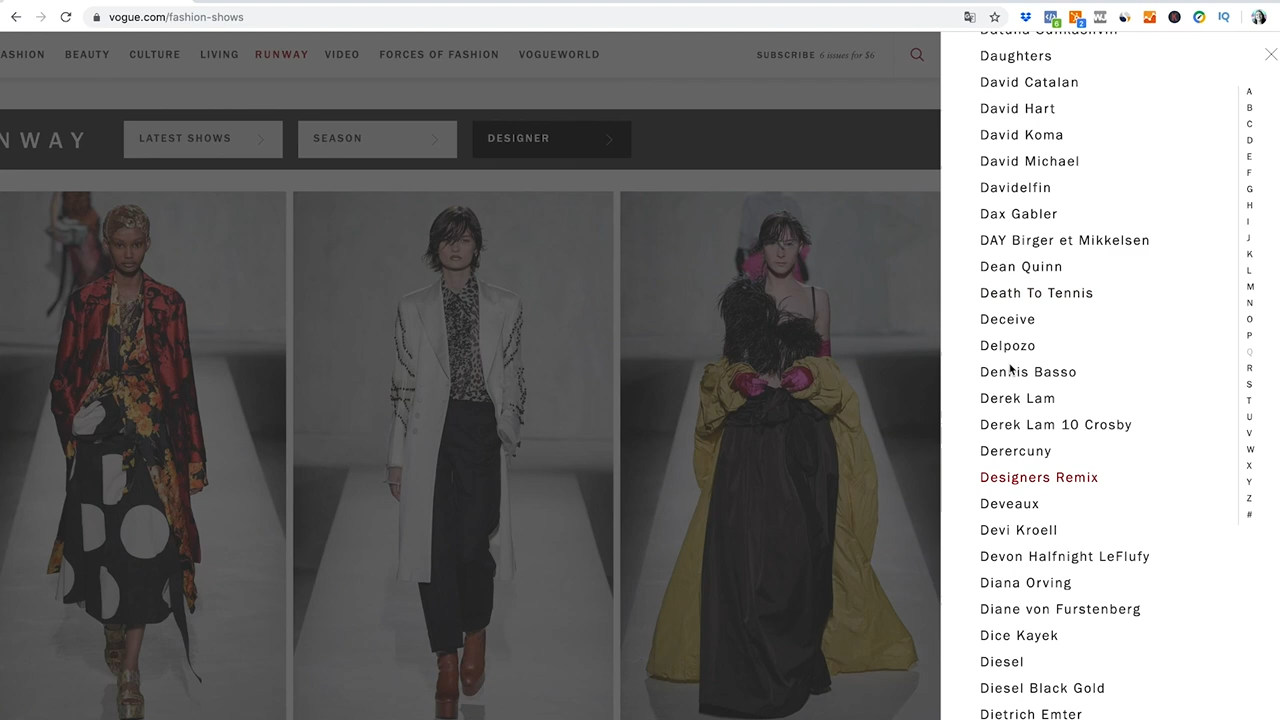 vogue.com/fashion-shows
6
2
IQ
ASHION BEAUTY CULTURE LIVING RUNWAY VIDEO FORCES OF FASHION VOGUEWORLD
SUBSCRIBE 6 issues for $6
NWAY
LATEST SHOWS
SEASON
DESIGNER
Daughters
David Catalan
David Hart
David Koma
David Michael
Davidelfin
Dax Gabler
DAY Birger et Mikkelsen
Dean Quinn
Death To Tennis
Deceive
Delpozo
Dennis Basso
Derek Lam
Derek Lam 10 Crosby
Derercuny
Designers Remix
Deveaux
Devi Kroell
Devon Halfnight LeFlufy
Diana Orving
Diane von Furstenberg
Dice Kayek
Diesel
Diesel Black Gold
Dietrich Emter
A
B
C
D
E
F
G
H
I
J
K
L
M
N
O
P
Q
R
S
T
U
V
W
X
Y
Z
#